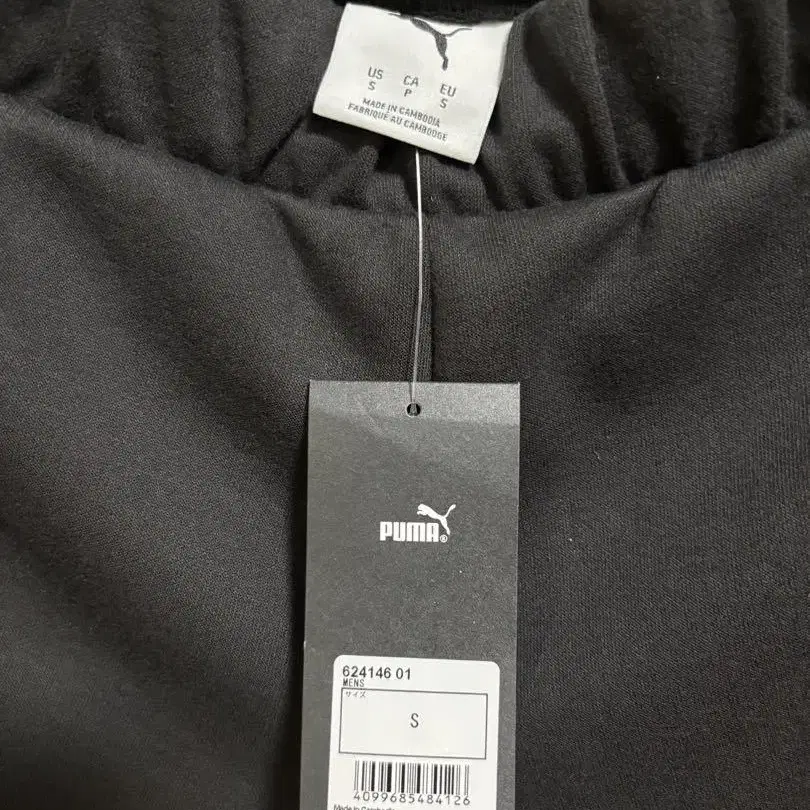 US CA EU
S P S
MADE IN CAMBODIA
FABRIQUÉ AU CAMBODGE
PUMA®
624146 01
MENS
サイズ
S
4099685484126